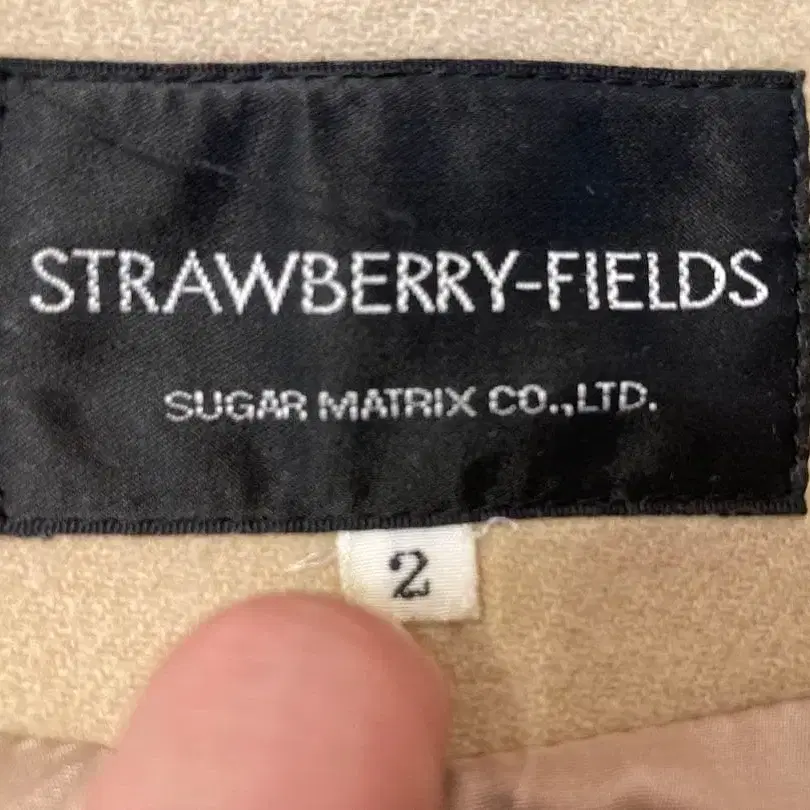 STRAWBERRY-FIELDS
SUGAR MATRIX CO.,LTD.
2